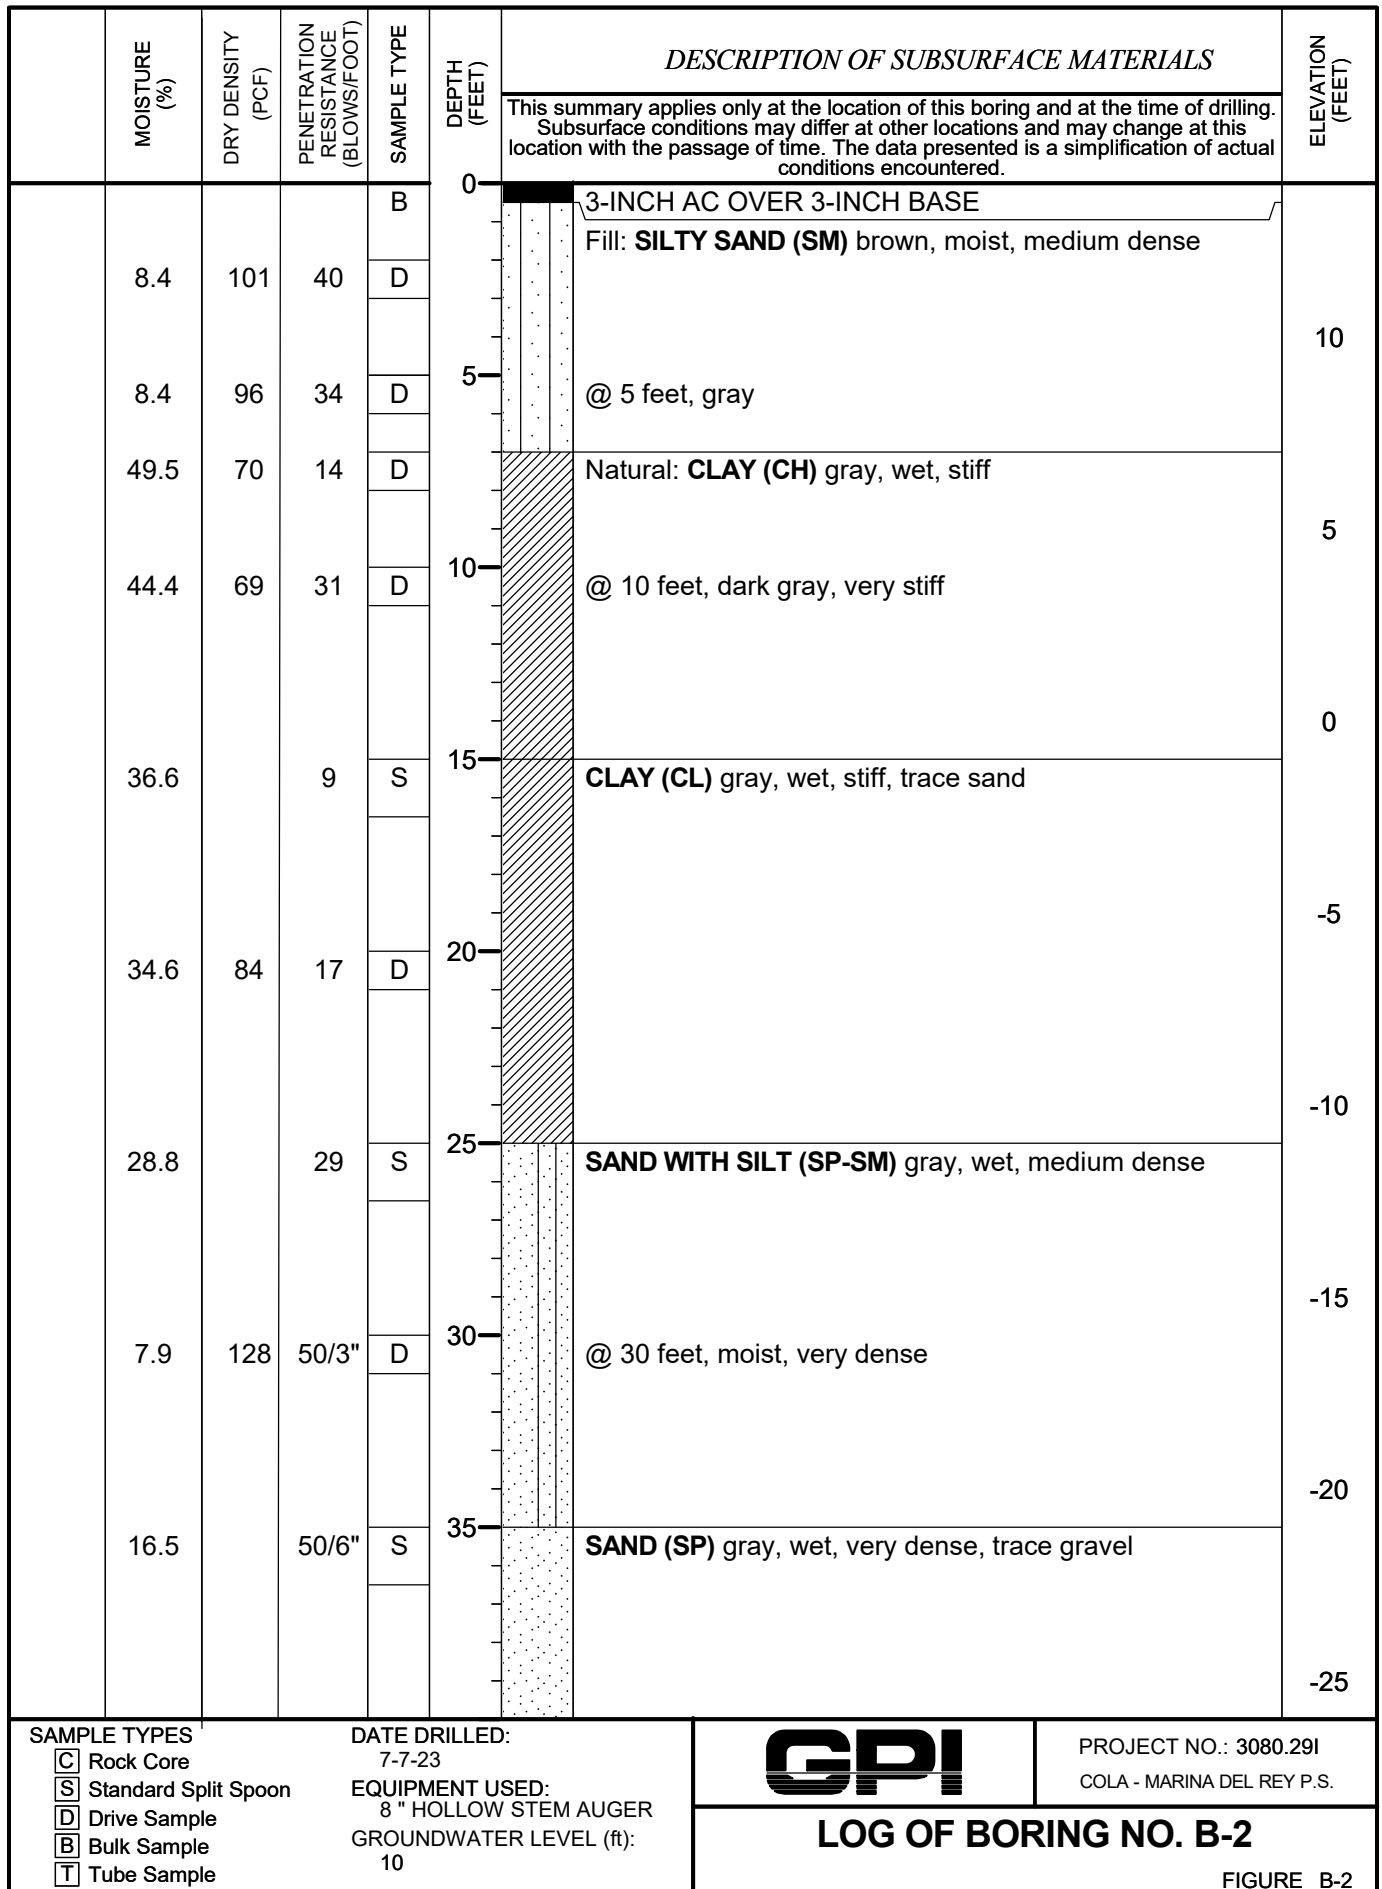 MOISTURE
(%)
DRY DENSITY
(PCF)
PENETRATION
RESISTANCE
(BLOWS/FOOT)
SAMPLE TYPE
DEPTH
(FEET)
DESCRIPTION OF SUBSURFACE MATERIALS
This summary applies only at the location of this boring and at the time of drilling.
Subsurface conditions may differ at other locations and may change at this
location with the passage of time. The data presented is a simplification of actual
conditions encountered.
ELEVATION
(FEET)
0
B 3-INCH AC OVER 3-INCH BASE
Fill: SILTY SAND (SM) brown, moist, medium dense
8.4 101 40 D
10
5
8.4 96 34 D @ 5 feet, gray
49.5 70 14 D Natural: CLAY (CH) gray, wet, stiff
5
10
44.4 69 31 D @ 10 feet, dark gray, very stiff
0
15
36.6 9 S CLAY (CL) gray, wet, stiff, trace sand
-5
20
34.6 84 17 D
-10
25
28.8 29 S SAND WITH SILT (SP-SM) gray, wet, medium dense
-15
30
7.9 128 50/3" D @ 30 feet, moist, very dense
-20
35
16.5 50/6" S SAND (SP) gray, wet, very dense, trace gravel
-25
SAMPLE TYPES
C Rock Core
S Standard Split Spoon
D Drive Sample
B Bulk Sample
T Tube Sample
DATE DRILLED:
7-7-23
EQUIPMENT USED:
8 " HOLLOW STEM AUGER
GROUNDWATER LEVEL (ft):
10
GPI
PROJECT NO.: 3080.29I
COLA - MARINA DEL REY P.S.
LOG OF BORING NO. B-2
FIGURE B-2